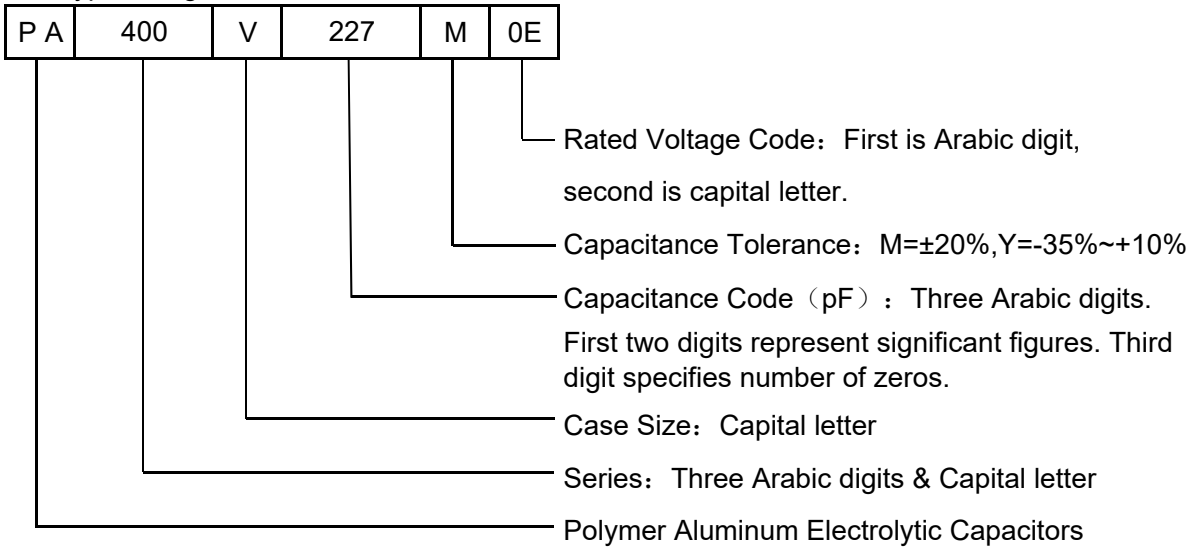 P A 400 V 227 M 0E
Rated Voltage Code：First is Arabic digit,
second is capital letter.
Capacitance Tolerance：M=±20%,Y=-35%~+10%
Capacitance Code（pF）：Three Arabic digits.
First two digits represent significant figures. Third
digit specifies number of zeros.
Case Size：Capital letter
Series：Three Arabic digits & Capital letter
Polymer Aluminum Electrolytic Capacitors